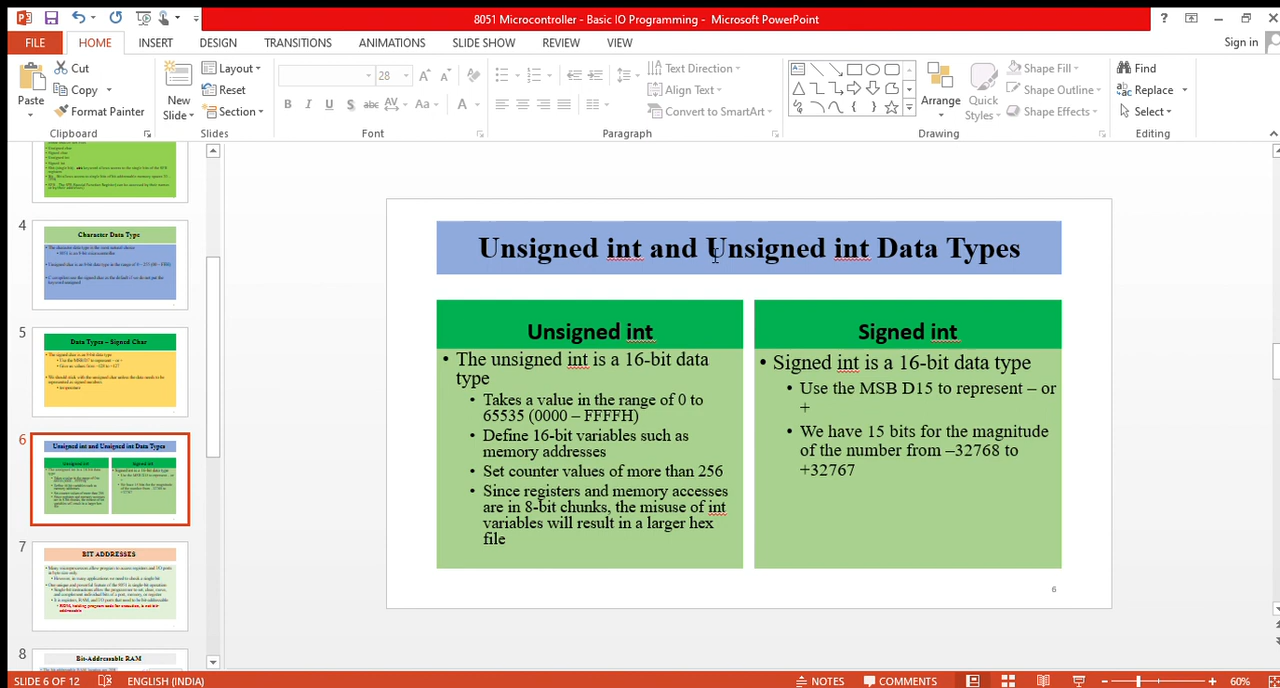 8051 Microcontroller - Basic IO Programming - Microsoft PowerPoint
?
FILE HOME INSERT DESIGN TRANSITIONS ANIMATIONS SLIDE SHOW REVIEW VIEW Sign in
Paste
Cut
Copy
Format Painter
Clipboard
New Slide
Layout
Reset
Section
Slides
28
B I U S abc AV Aa A
Font
Text Direction
Align Text
Convert to SmartArt
Paragraph
Arrange
Quick Styles
Shape Fill
Shape Outline
Shape Effects
Drawing
Find
Replace
Select
Editing
4
Character Data Type
5
Data Types – Signed Char
6
Unsigned int and Unsigned int Data Types
7
BIT ADDRESSES
8
Bit-Addressable RAM
Unsigned int and Unsigned int Data Types
Unsigned int
• The unsigned int is a 16-bit data
type
• Takes a value in the range of 0 to
65535 (0000 – FFFFH)
• Define 16-bit variables such as
memory addresses
• Set counter values of more than 256
• Since registers and memory accesses
are in 8-bit chunks, the misuse of int
variables will result in a larger hex
file
Signed int
• Signed int is a 16-bit data type
• Use the MSB D15 to represent – or
+
• We have 15 bits for the magnitude
of the number from –32768 to
+32767
6
SLIDE 6 OF 12 ENGLISH (INDIA) NOTES COMMENTS 60%